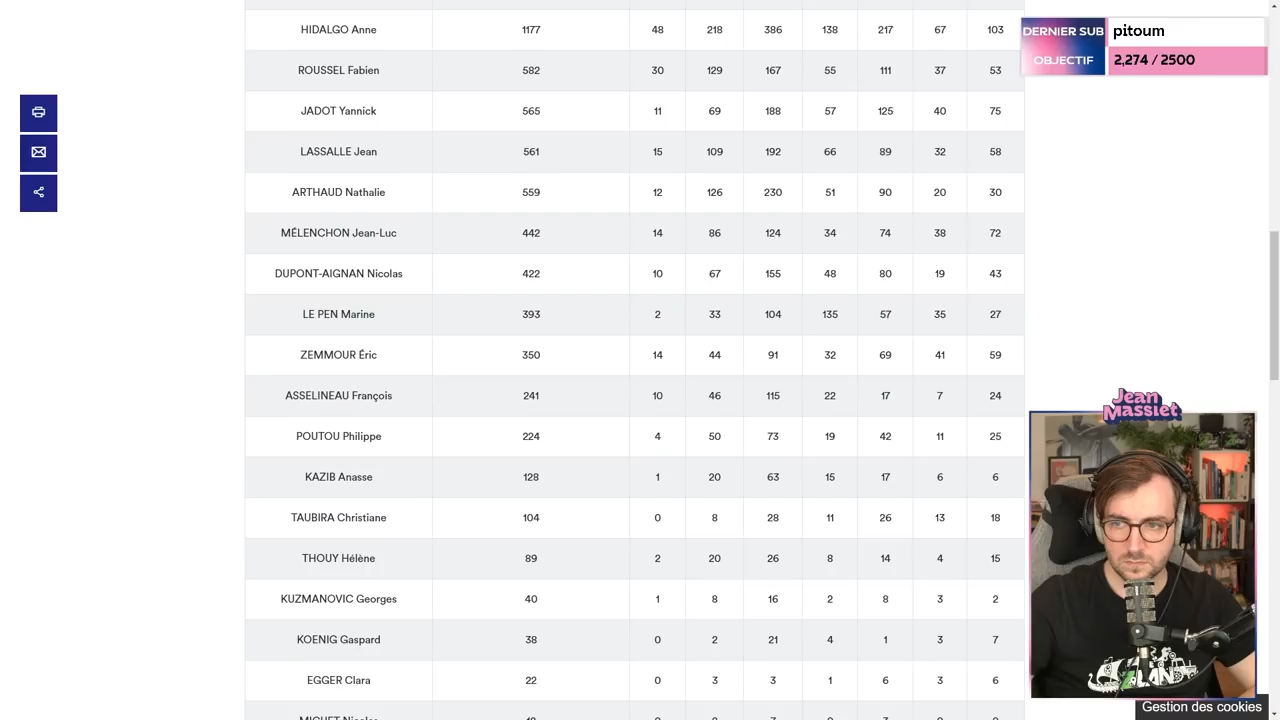 HIDALGO Anne 1177 48 218 386 138 217 67 103
DERNIER SUB pitoum
OBJECTIF 2,274 / 2500
ROUSSEL Fabien 582 30 129 167 55 111 37 53
JADOT Yannick 565 11 69 188 57 125 40 75
LASSALLE Jean 561 15 109 192 66 89 32 58
ARTHAUD Nathalie 559 12 126 230 51 90 20 30
MÉLENCHON Jean-Luc 442 14 86 124 34 74 38 72
DUPONT-AIGNAN Nicolas 422 10 67 155 48 80 19 43
LE PEN Marine 393 2 33 104 135 57 35 27
ZEMMOUR Éric 350 14 44 91 32 69 41 59
ASSELINEAU François 241 10 46 115 22 17 7 24
POUTOU Philippe 224 4 50 73 19 42 11 25
KAZIB Anasse 128 1 20 63 15 17 6 6
TAUBIRA Christiane 104 0 8 28 11 26 13 18
THOUY Hélène 89 2 20 26 8 14 4 15
KUZMANOVIC Georges 40 1 8 16 2 8 3 2
KOENIG Gaspard 38 0 2 21 4 1 3 7
EGGER Clara 22 0 3 3 1 6 3 6
Jean
Massiet
Gestion des cookies